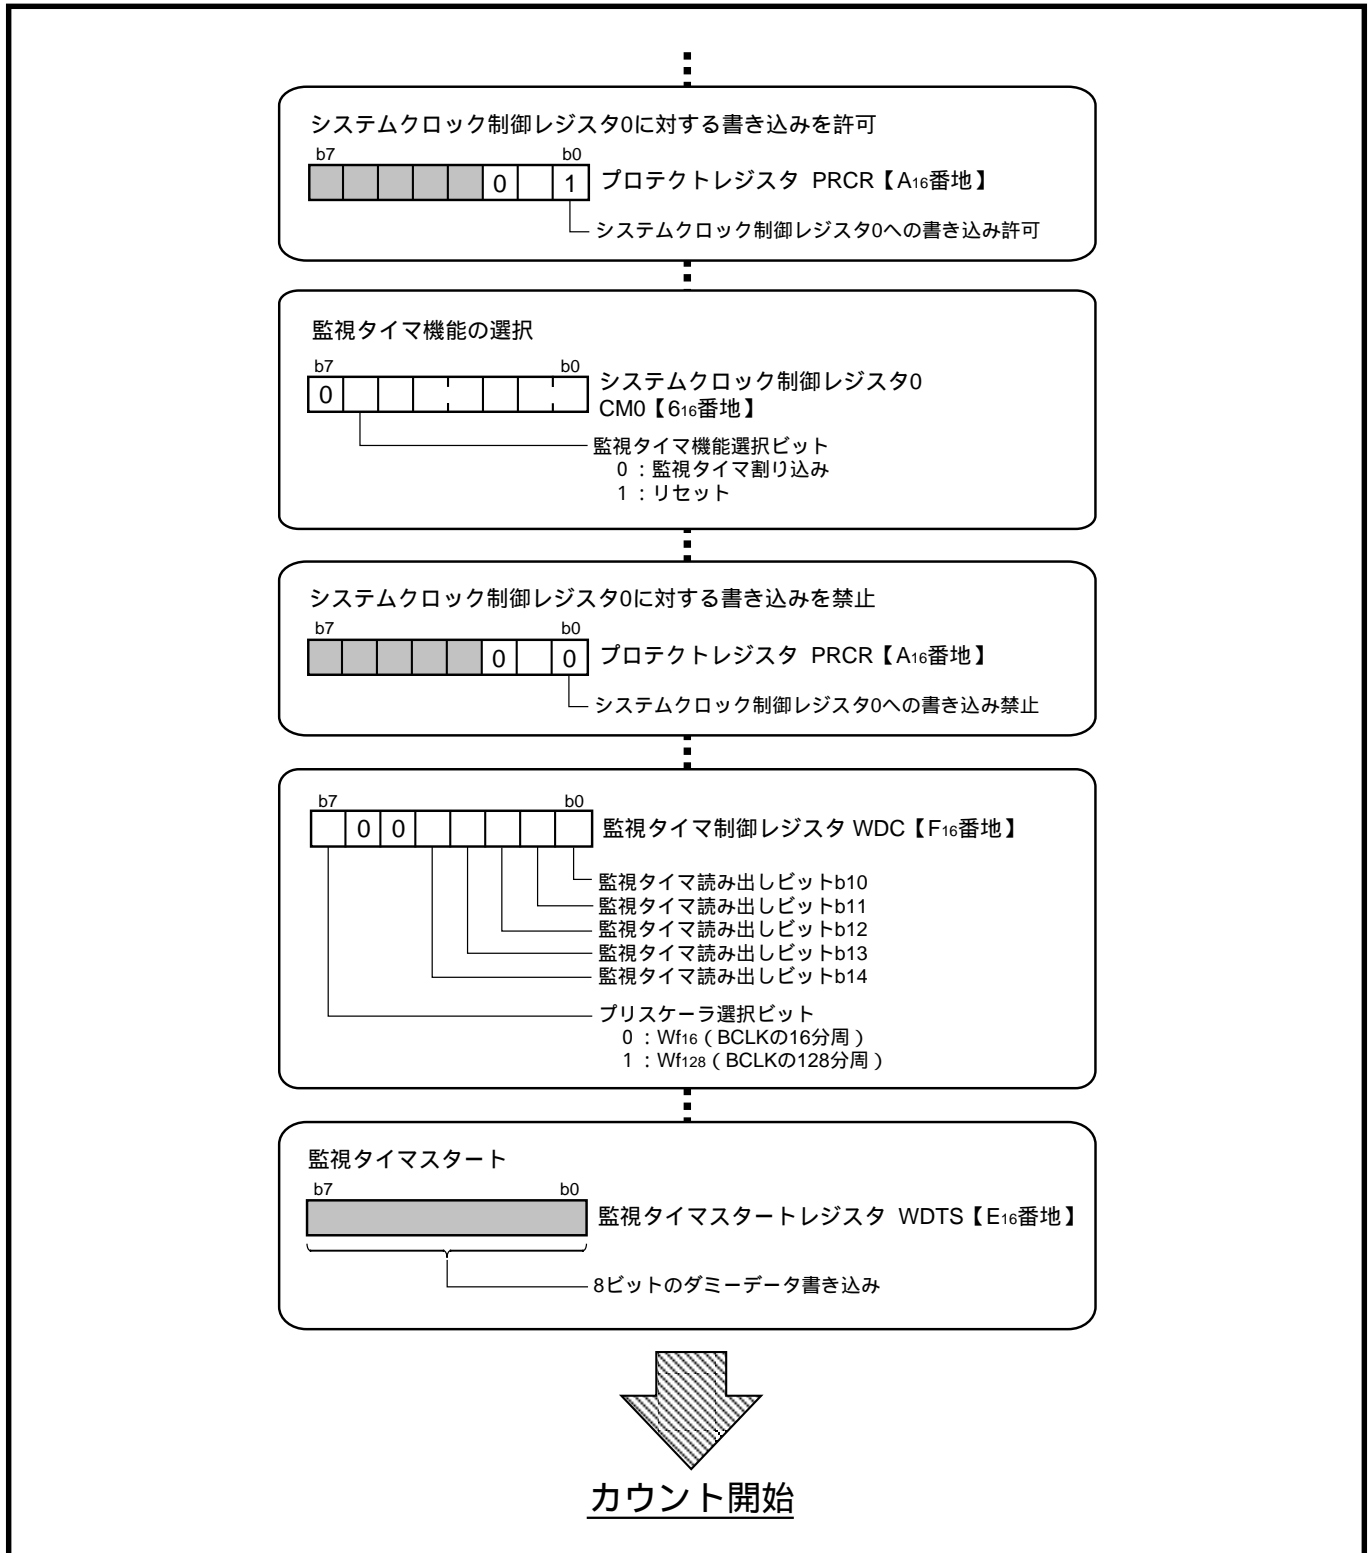 システムクロック制御レジスタ0に対する書き込みを許可
b7 b0
0 1 プロテクトレジスタ PRCR【A16番地】
システムクロック制御レジスタ0への書き込み許可
監視タイマ機能の選択
b7 b0
0 システムクロック制御レジスタ0
CM0【616番地】
監視タイマ機能選択ビット
0：監視タイマ割り込み
1：リセット
システムクロック制御レジスタ0に対する書き込みを禁止
b7 b0
0 0 プロテクトレジスタ PRCR【A16番地】
システムクロック制御レジスタ0への書き込み禁止
b7 b0
0 0 監視タイマ制御レジスタ WDC【F16番地】
監視タイマ読み出しビットb10
監視タイマ読み出しビットb11
監視タイマ読み出しビットb12
監視タイマ読み出しビットb13
監視タイマ読み出しビットb14
プリスケーラ選択ビット
0：Wf16（BCLKの16分周）
1：Wf128（BCLKの128分周）
監視タイマスタート
b7 b0
監視タイマスタートレジスタ WDTS【E16番地】
8ビットのダミーデータ書き込み
カウント開始